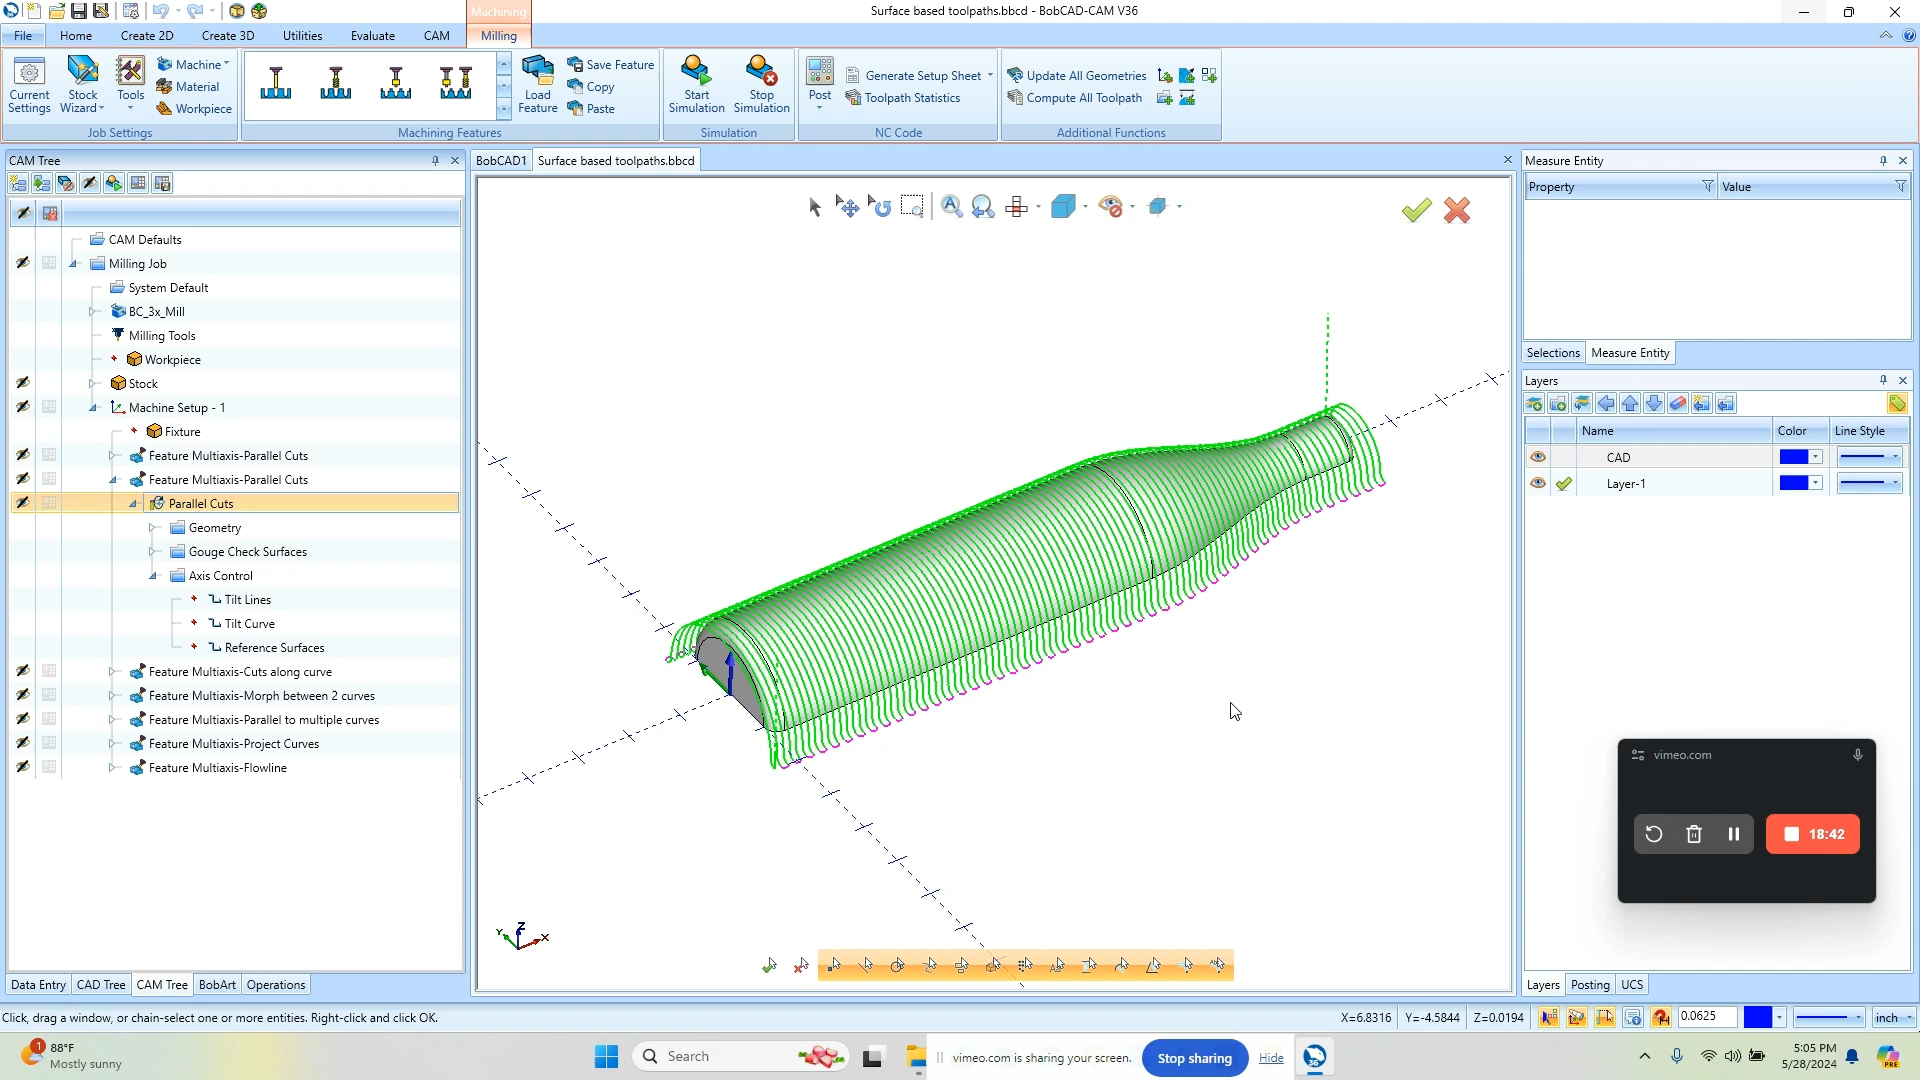 Machining
Surface based toolpaths.bbcd - BobCAD-CAM V36
File
Home
Create 2D
Create 3D
Utilities
Evaluate
CAM
Milling
Current Settings
Stock Wizard
Tools
Machine
Material
Workpiece
Job Settings
Load Feature
Save Feature
Copy
Paste
Machining Features
Start Simulation
Stop Simulation
Simulation
Post
Generate Setup Sheet
Toolpath Statistics
NC Code
Update All Geometries
Compute All Toolpath
Additional Functions
CAM Tree
CAM Defaults
Milling Job
System Default
BC_3x_Mill
Milling Tools
Workpiece
Stock
Machine Setup - 1
Fixture
Feature Multiaxis-Parallel Cuts
Feature Multiaxis-Parallel Cuts
Parallel Cuts
Geometry
Gouge Check Surfaces
Axis Control
Tilt Lines
Tilt Curve
Reference Surfaces
Feature Multiaxis-Cuts along curve
Feature Multiaxis-Morph between 2 curves
Feature Multiaxis-Parallel to multiple curves
Feature Multiaxis-Project Curves
Feature Multiaxis-Flowline
Data Entry
CAD Tree
CAM Tree
BobArt
Operations
BobCAD1
Surface based toolpaths.bbcd
Z
Y
X
Measure Entity
Property
Value
Selections
Measure Entity
Layers
Name
Color
Line Style
CAD
Layer-1
vimeo.com
18:42
Layers
Posting
UCS
Click, drag a window, or chain-select one or more entities. Right-click and click OK.
X=6.8316
Y=-4.5844
Z=0.0194
0.0625
inch
1
88°F
Mostly sunny
Search
vimeo.com is sharing your screen.
Stop sharing
Hide
5:05 PM
5/28/2024
PRE